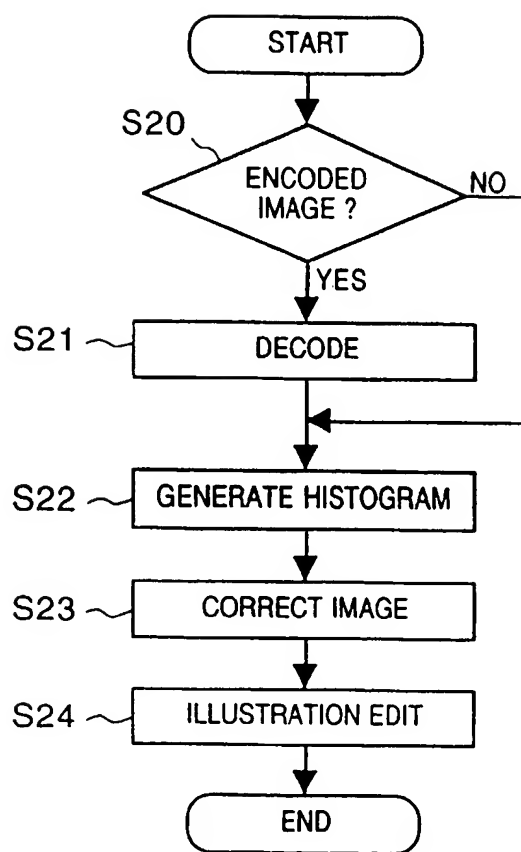 START
S20
ENCODED
IMAGE ?
NO
YES
S21
DECODE
S22
GENERATE HISTOGRAM
S23
CORRECT IMAGE
S24
ILLUSTRATION EDIT
END